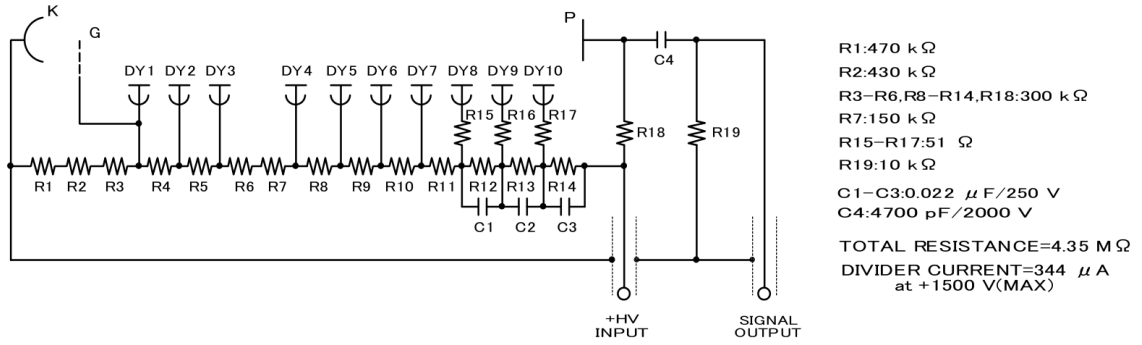 K
G
P
DY1 DY2 DY3 DY4 DY5 DY6 DY7 DY8 DY9 DY10
C4
R15 R16 R17
R18 R19
R1 R2 R3 R4 R5 R6 R7 R8 R9 R10 R11 R12 R13 R14
C1 C2 C3
+HV
INPUT
SIGNAL
OUTPUT
R1:470 kΩ
R2:430 kΩ
R3-R6,R8-R14,R18:300 kΩ
R7:150 kΩ
R15-R17:51 Ω
R19:10 kΩ
C1-C3:0.022 μF/250 V
C4:4700 pF/2000 V
TOTAL RESISTANCE=4.35 MΩ
DIVIDER CURRENT=344 μA
at +1500 V(MAX)